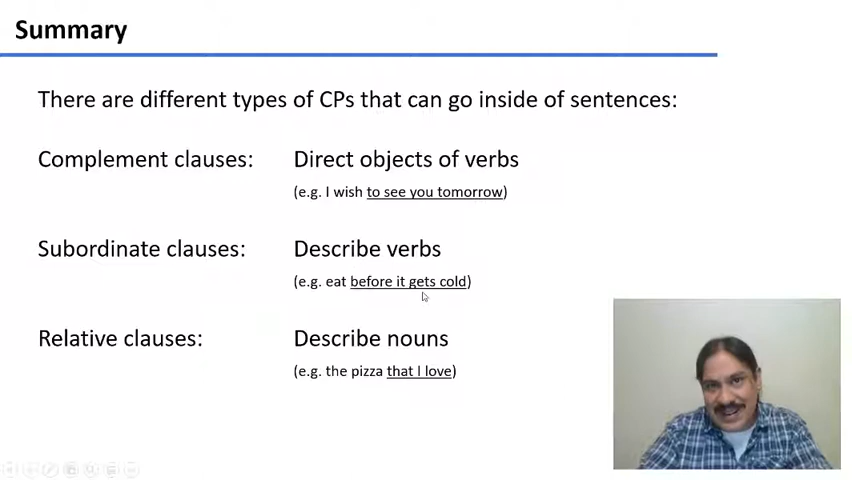 Summary
There are different types of CPs that can go inside of sentences:
Complement clauses: Direct objects of verbs
(e.g. I wish to see you tomorrow)
Subordinate clauses: Describe verbs
(e.g. eat before it gets cold)
Relative clauses: Describe nouns
(e.g. the pizza that I love)